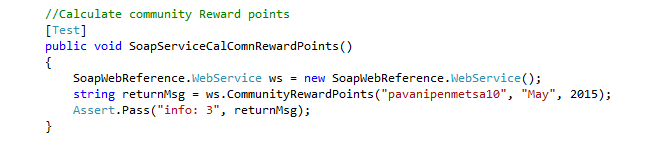 //Calculate community Reward points
[Test]
public void SoapServiceCalComnRewardPoints()
{
SoapWebReference.WebService ws = new SoapWebReference.WebService();
string returnMsg = ws.CommunityRewardPoints("pavanipenmetsa10", "May", 2015);
Assert.Pass("info: 3", returnMsg);
}